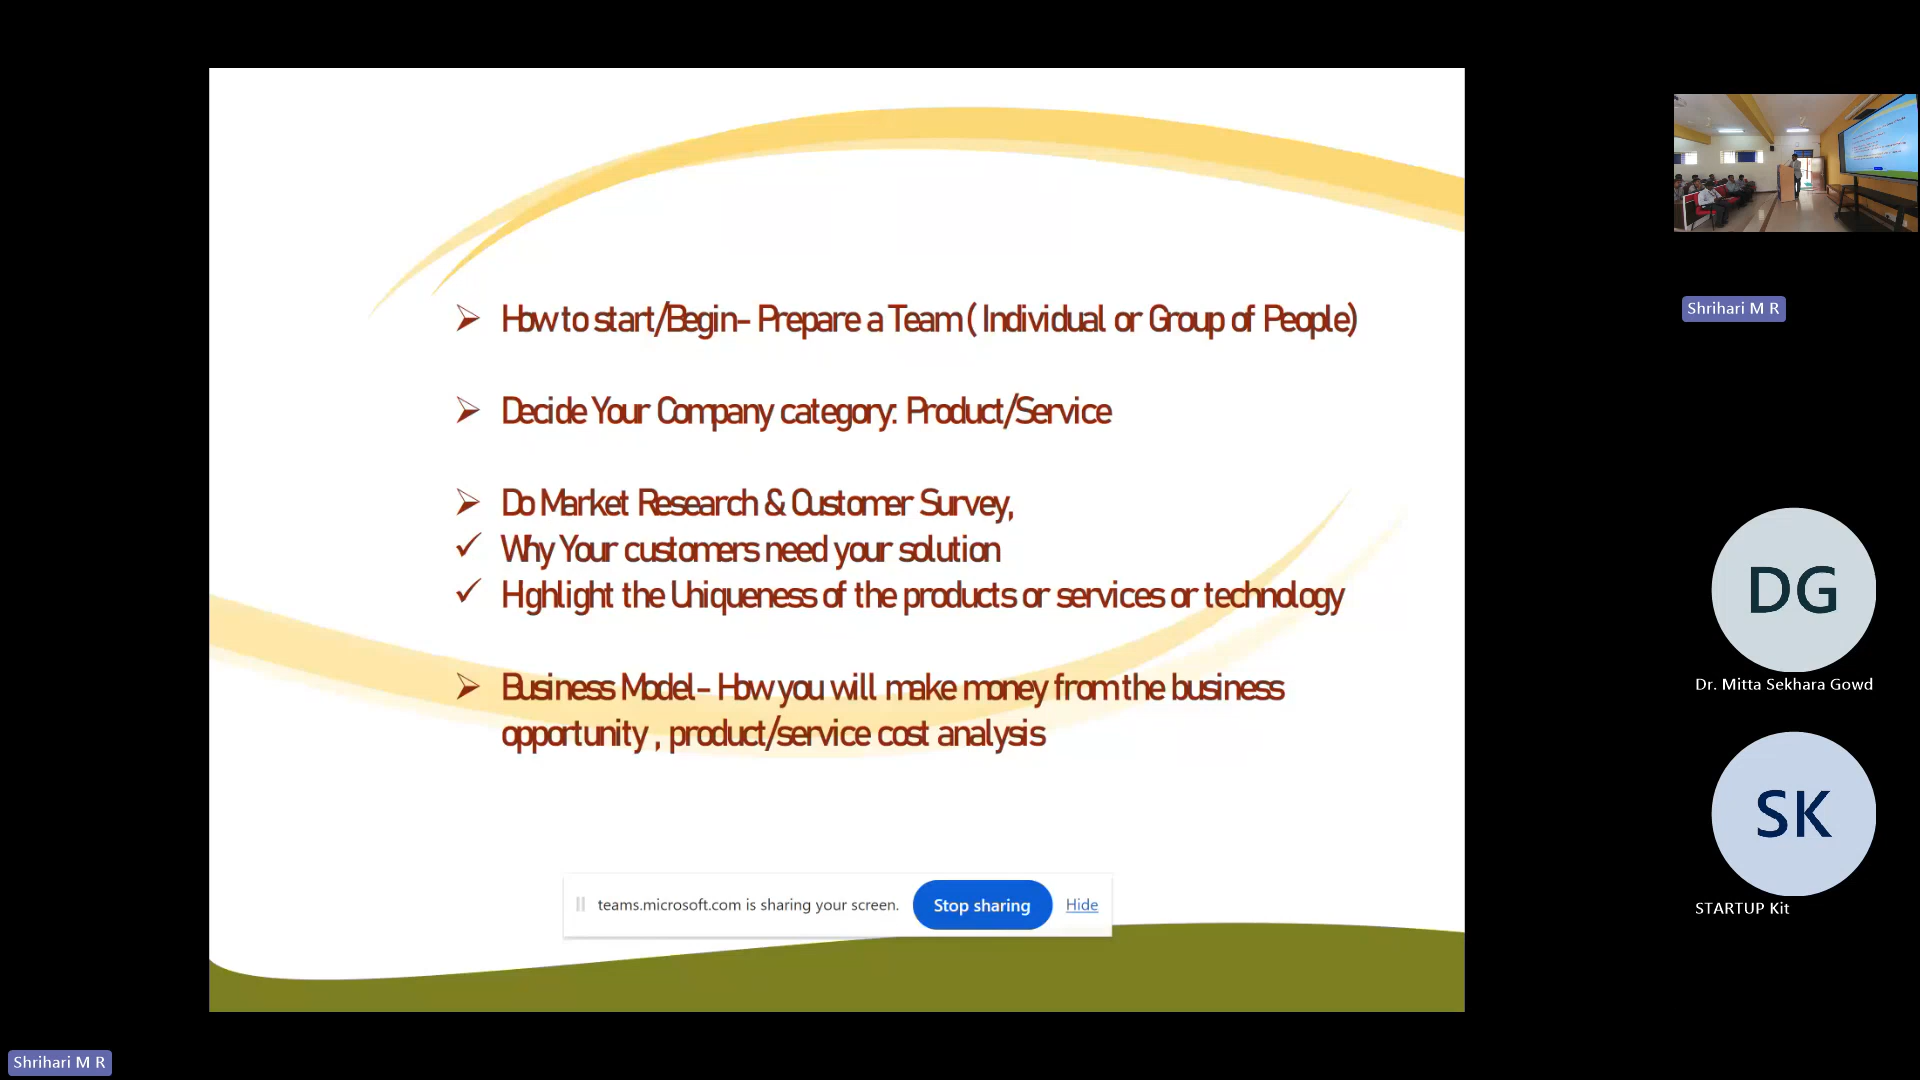 How to start/Begin- Prepare a Team ( Individual or Group of People)
Decide Your Company category: Product/Service
Do Market Research & Customer Survey,
Why Your customers need your solution
Highlight the Uniqueness of the products or services or technology
Business Model- How you will make money from the business
opportunity , product/service cost analysis
teams.microsoft.com is sharing your screen.
Stop sharing
Hide
Shrihari M R
DG
Dr. Mitta Sekhara Gowd
SK
STARTUP Kit
Shrihari M R